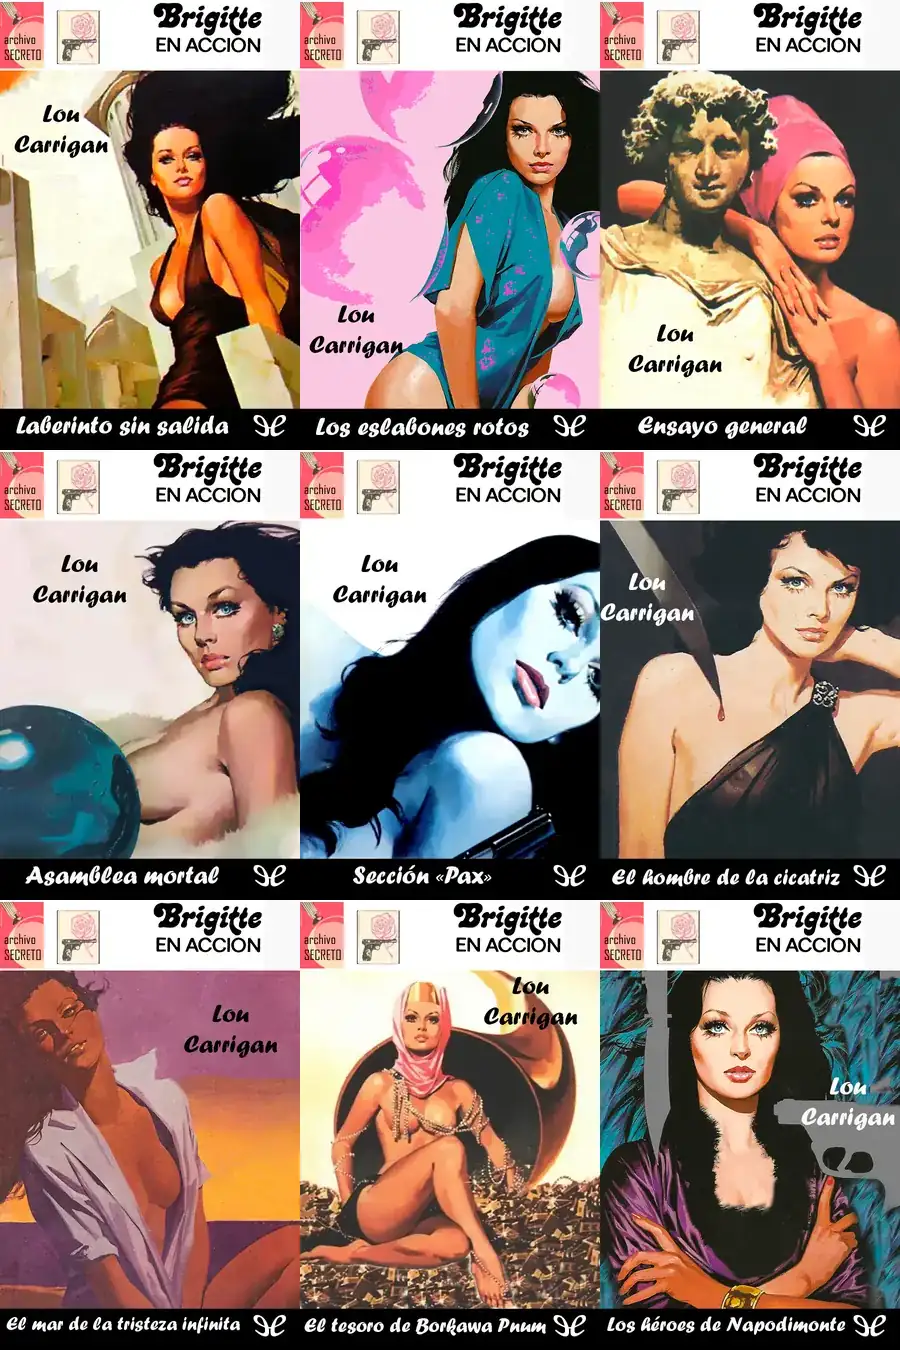 archivo
SECRETO
Brigitte
EN ACCION
Lou
Carrigan
Laberinto sin salida
archivo
SECRETO
Brigitte
EN ACCION
Lou
Carrigan
Los eslabones rotos
archivo
SECRETO
Brigitte
EN ACCION
Lou
Carrigan
Ensayo general
archivo
SECRETO
Brigitte
EN ACCION
Lou
Carrigan
Asamblea mortal
archivo
SECRETO
Brigitte
EN ACCION
Lou
Carrigan
Sección «Pax»
archivo
SECRETO
Brigitte
EN ACCION
Lou
Carrigan
El hombre de la cicatriz
archivo
SECRETO
Brigitte
EN ACCION
Lou
Carrigan
El mar de la tristeza infinita
archivo
SECRETO
Brigitte
EN ACCION
Lou
Carrigan
El tesoro de Borkawa Pnum
archivo
SECRETO
Brigitte
EN ACCION
Lou
Carrigan
Los héroes de Napodimonte